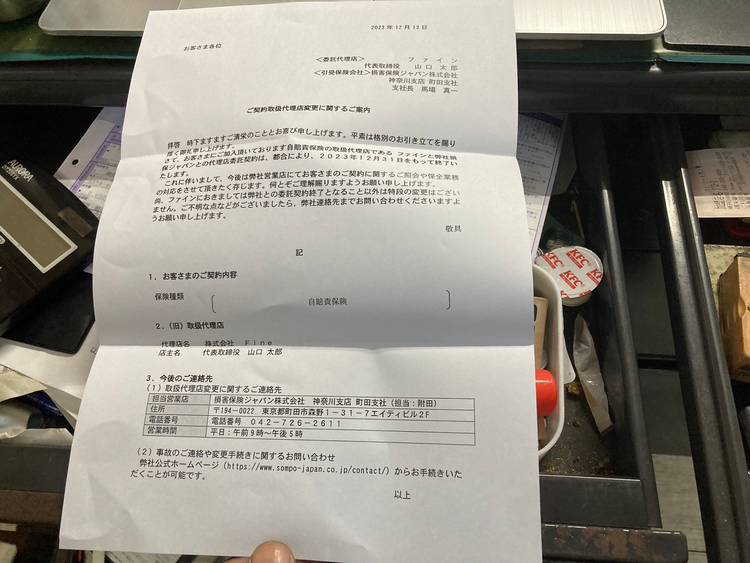 2023年12月13日
お客さま各位
<委託代理店> ファイン
代表取締役 山口 太郎
<引受保険会社> 損害保険ジャパン株式会社
神奈川支店 町田支社
支社長 馬場 真一
ご契約取扱代理店変更に関するご案内
拝啓 時下ますますご清栄のこととお喜び申し上げます。平素は格別のお引き立てを賜り
厚く御礼申し上げます。
さて、お客さまにご加入頂いております自賠責保険の取扱代理店である ファインと弊社損
保ジャパンとの代理店委託契約は、都合により、2023年12月31日をもって終了い
たします。
これに伴いまして、今後は弊社営業店にてお客さまのご契約に関するご照会や保全業務
の対応をさせて頂きたく存じます。何とぞご理解賜りますようお願い申し上げます。
尚、ファインにおきましては弊社との委託契約終了となること以外は特段の変更はござい
ません。ご不明な点などがございましたら、弊社連絡先までお問い合わせくださいますよ
うお願い申し上げます。
敬具
記
1.お客さまのご契約内容
保険種類 自賠責保険
2.(旧)取扱代理店
代理店名 株式会社 Fine
店主名 代表取締役 山口 太郎
3.今後のご連絡先
(1)取扱代理店変更に関するご連絡先
担当営業店 損害保険ジャパン株式会社 神奈川支店 町田支社(担当:附田)
住所 〒194-0022 東京都町田市森野1-31-7エイティビル2F
電話番号 電話番号 042-726-2611
営業時間 平日:午前9時~午後5時
(2)事故のご連絡や変更手続きに関するお問い合わせ
弊社公式ホームページ(https://www.sompo-japan.co.jp/contact/)からお手続きいた
だくことが可能です。
以上
AURORA
KFC
KFC
KFC